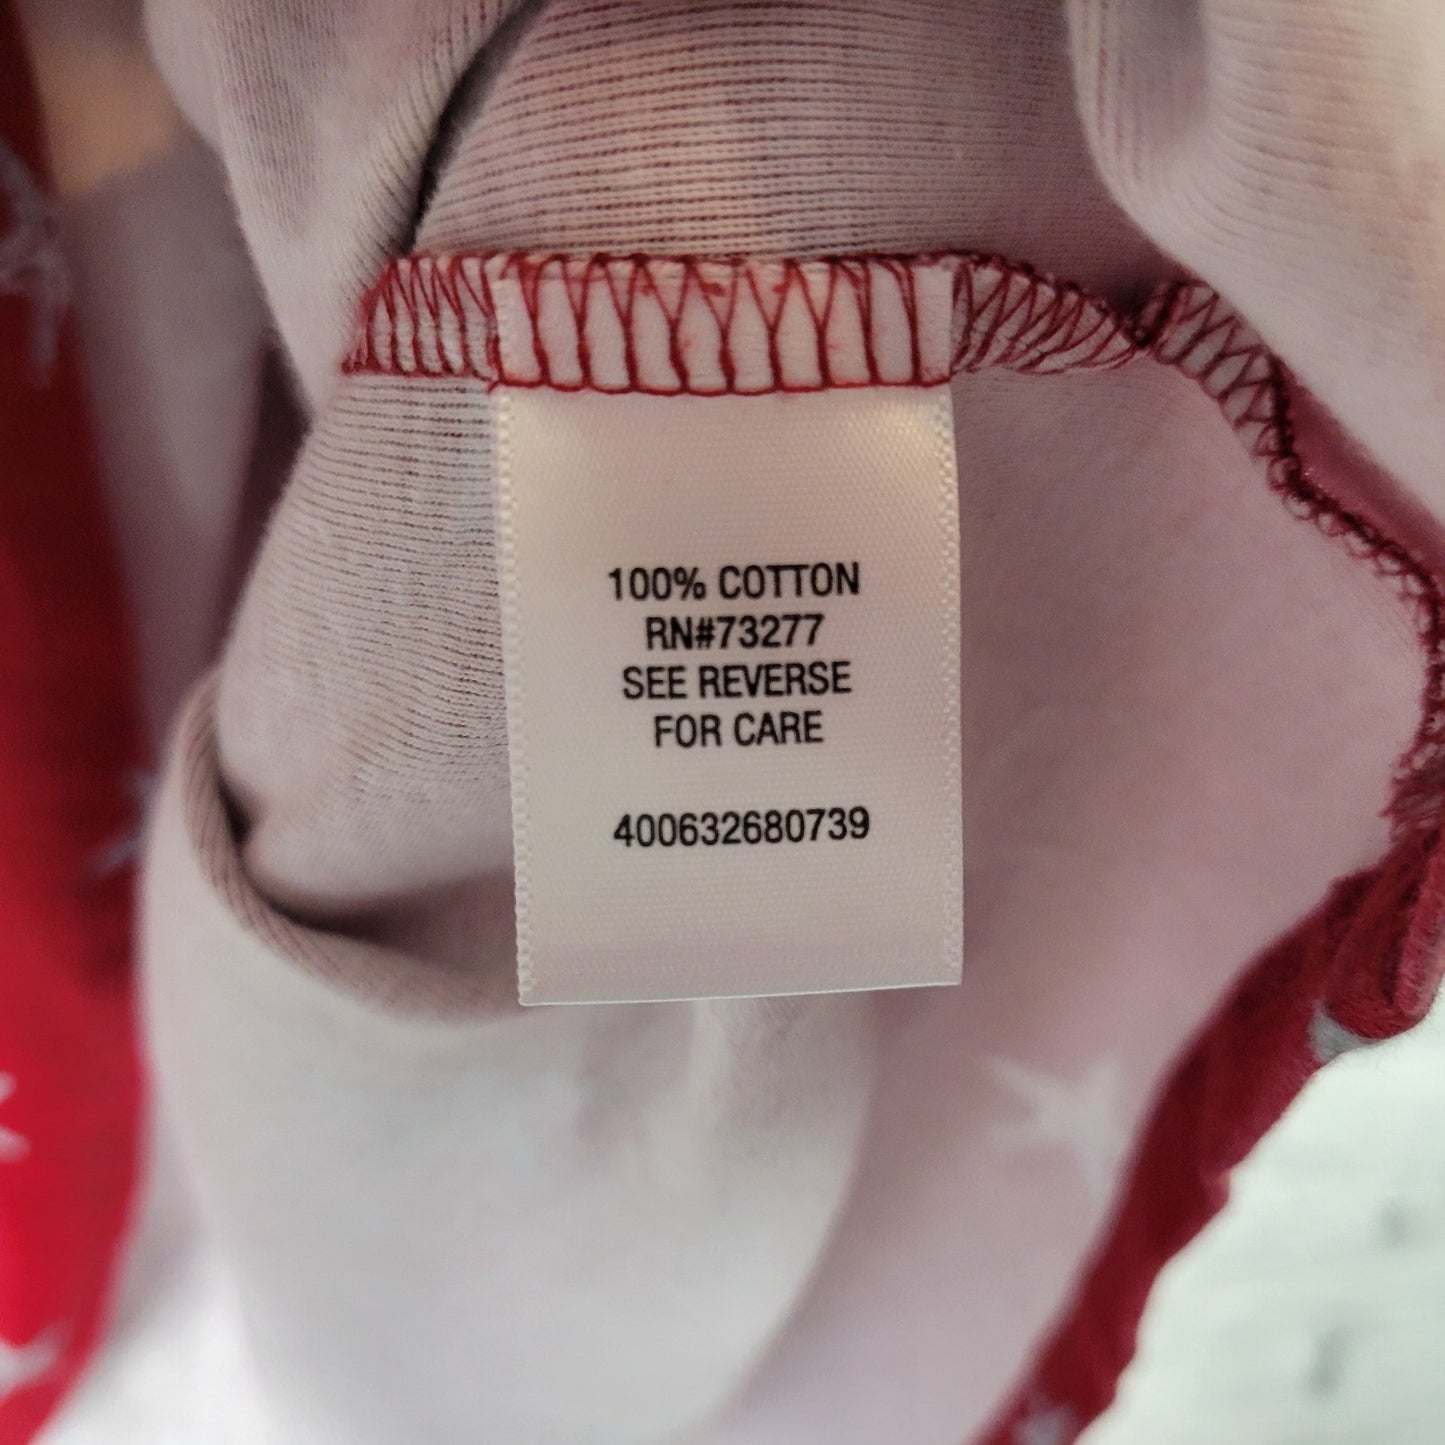 100% COTTON
RN#73277
SEE REVERSE
FOR CARE
400632680739